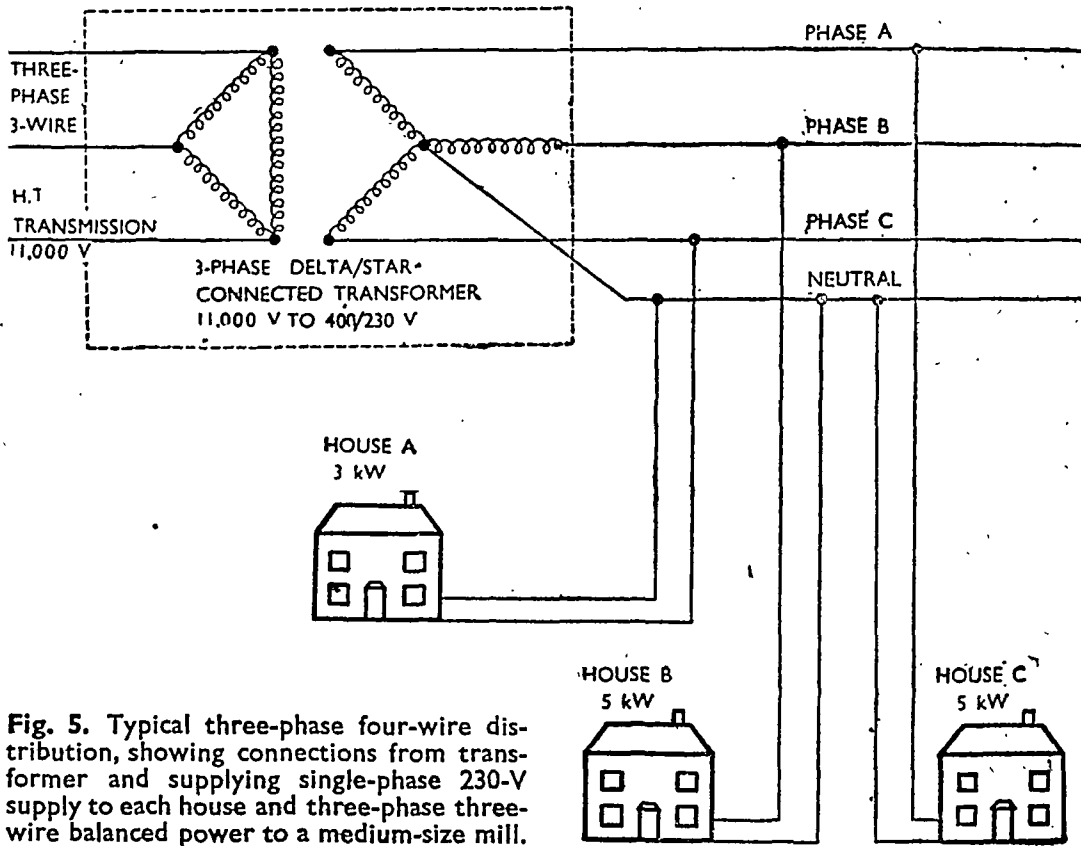 PHASE A
THREE-
PHASE
3-WIRE
PHASE B
H.T
TRANSMISSION
11,000 V
PHASE C
3-PHASE DELTA/STAR-
CONNECTED TRANSFORMER
11.000 V TO 400/230 V
NEUTRAL
HOUSE A
3 kW
HOUSE B
5 kW
HOUSE C
5 kW
Fig. 5. Typical three-phase four-wire dis-
tribution, showing connections from trans-
former and supplying single-phase 230-V
supply to each house and three-phase three-
wire balanced power to a medium-size mill.